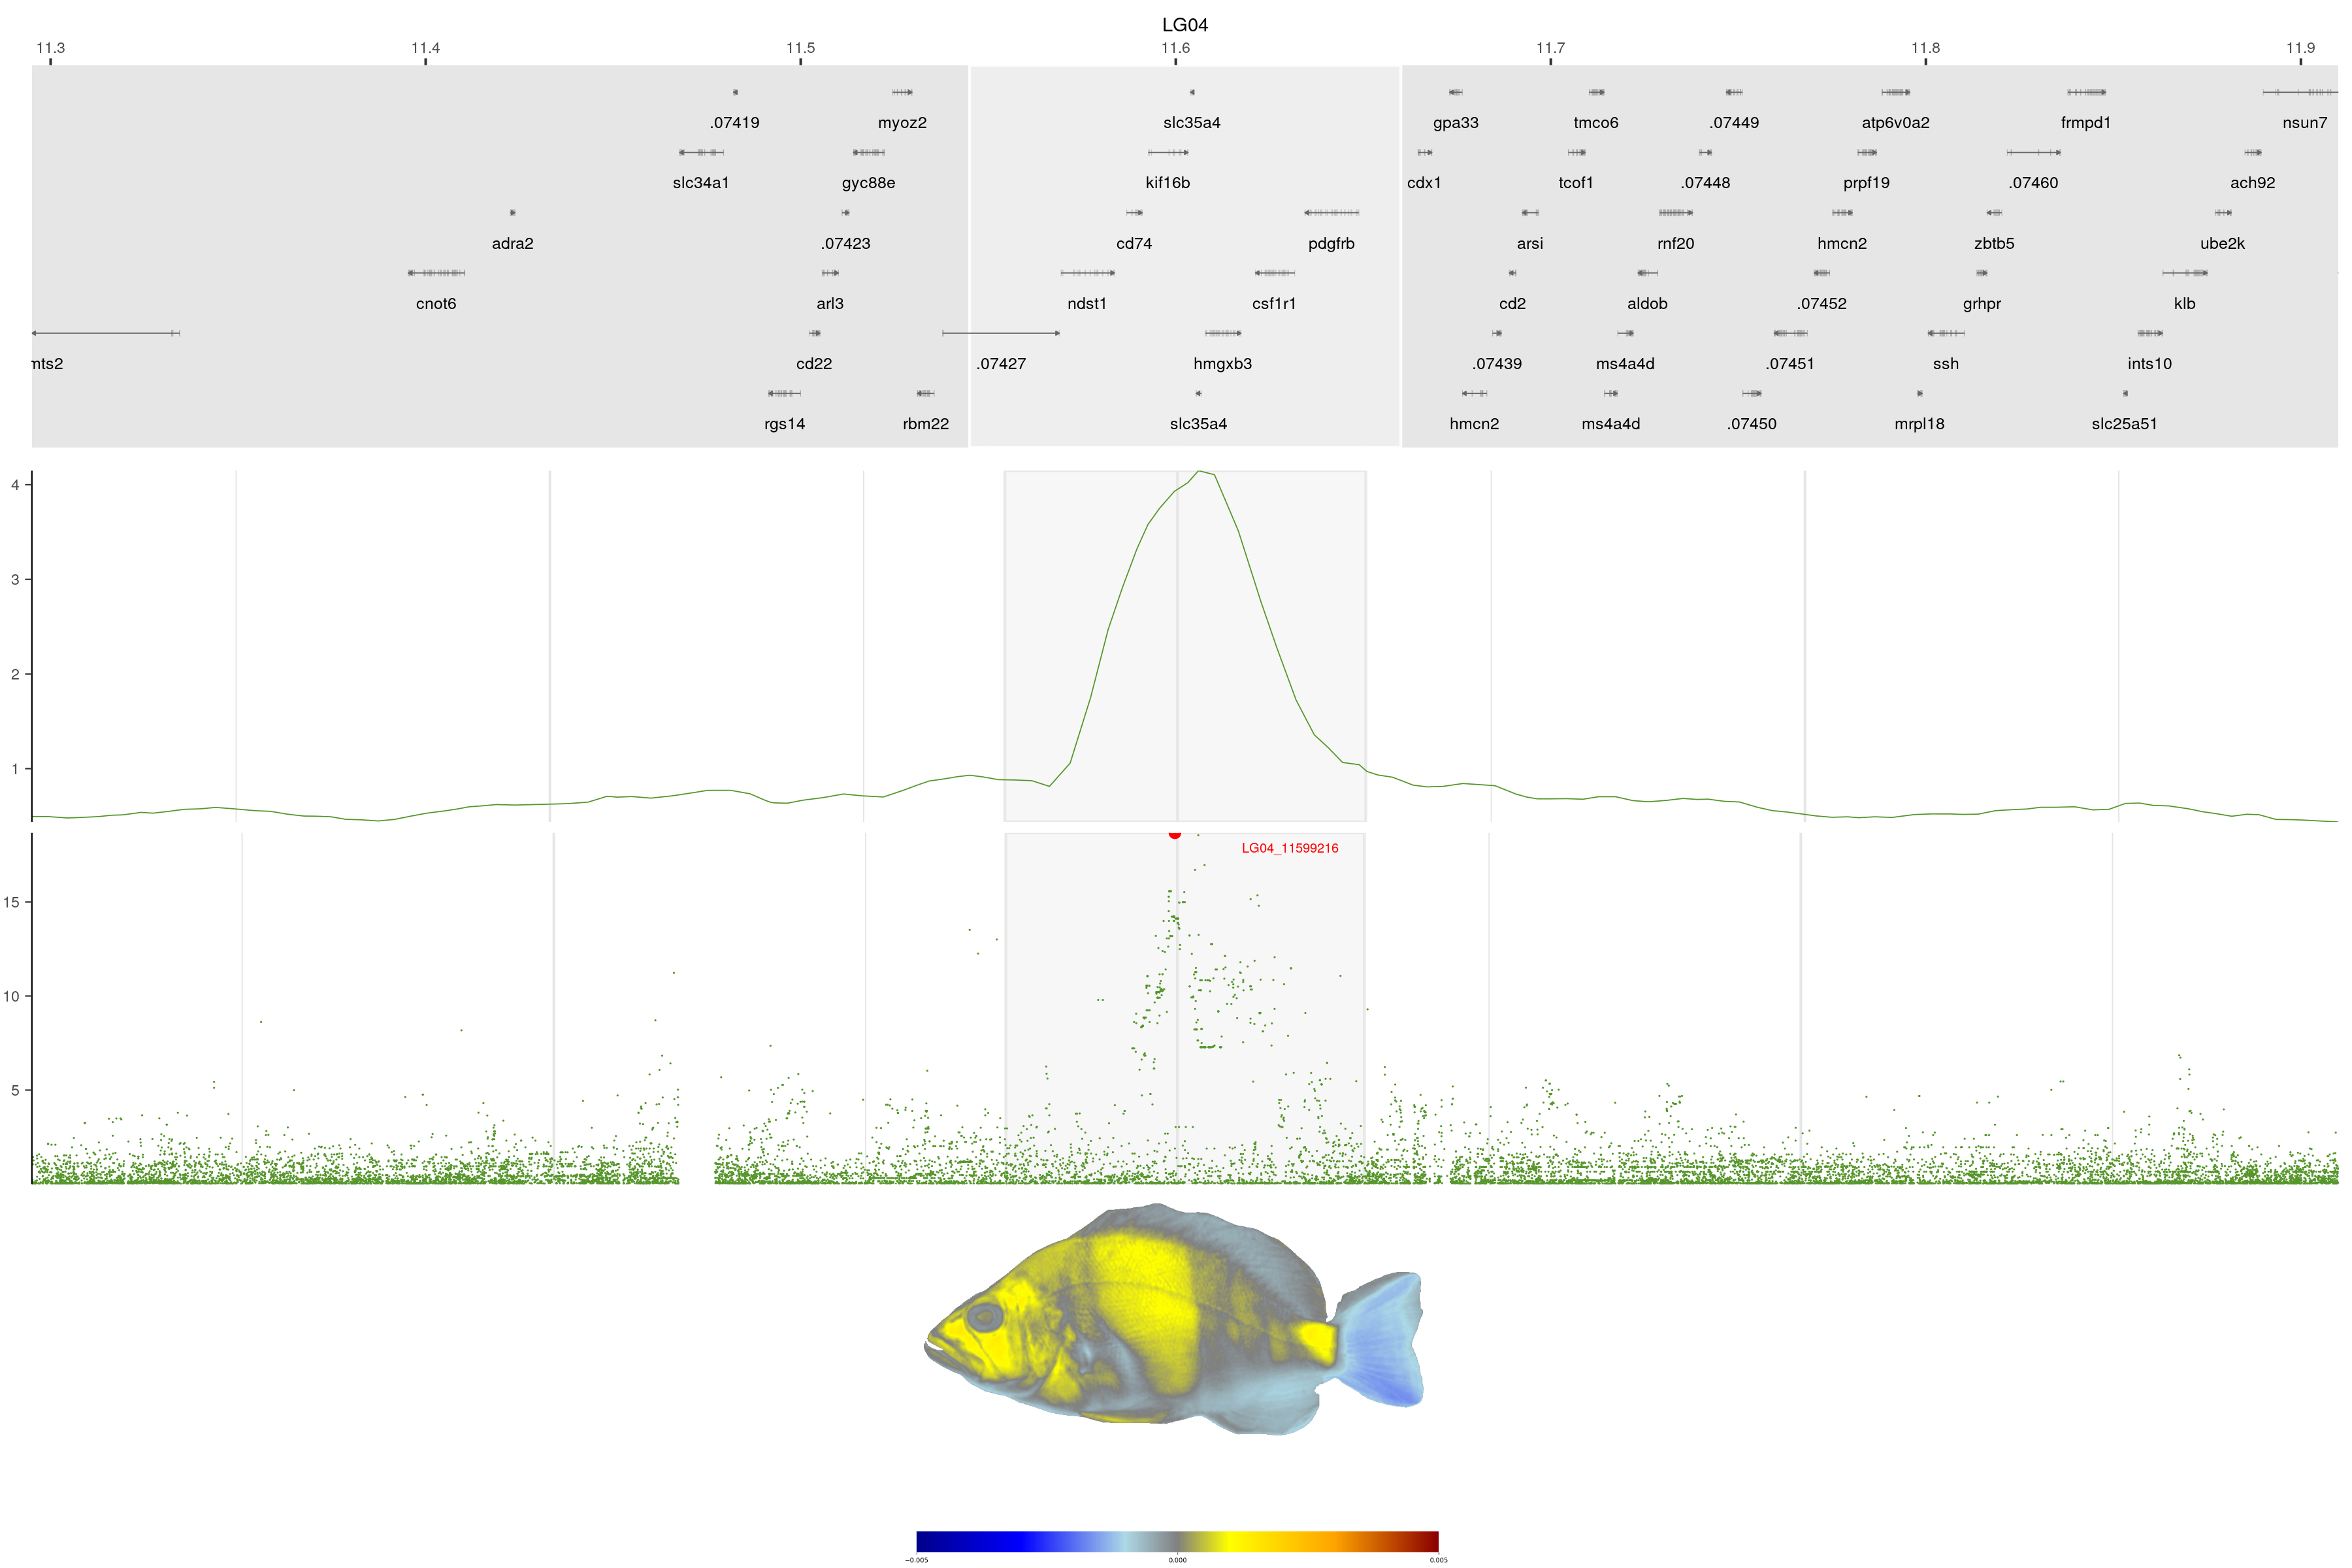 LG04
11.3 11.4 11.5 11.6 11.7 11.8 11.9
.07419 myoz2 slc35a4 gpa33 tmco6 .07449 atp6v0a2 frmpd1 nsun7
slc34a1 gyc88e kif16b cdx1 tcof1 .07448 prpf19 .07460 ach92
adra2 .07423 cd74 pdgfrb arsi rnf20 hmcn2 zbtb5 ube2k
cnot6 arl3 ndst1 csf1r1 cd2 aldob .07452 grhpr klb
mts2 cd22 .07427 hmgxb3 .07439 ms4a4d .07451 ssh ints10
rgs14 rbm22 slc35a4 hmcn2 ms4a4d .07450 mrpl18 slc25a51
4
3
2
1
LG04_11599216
15
10
5
−0.005 0.000 0.005